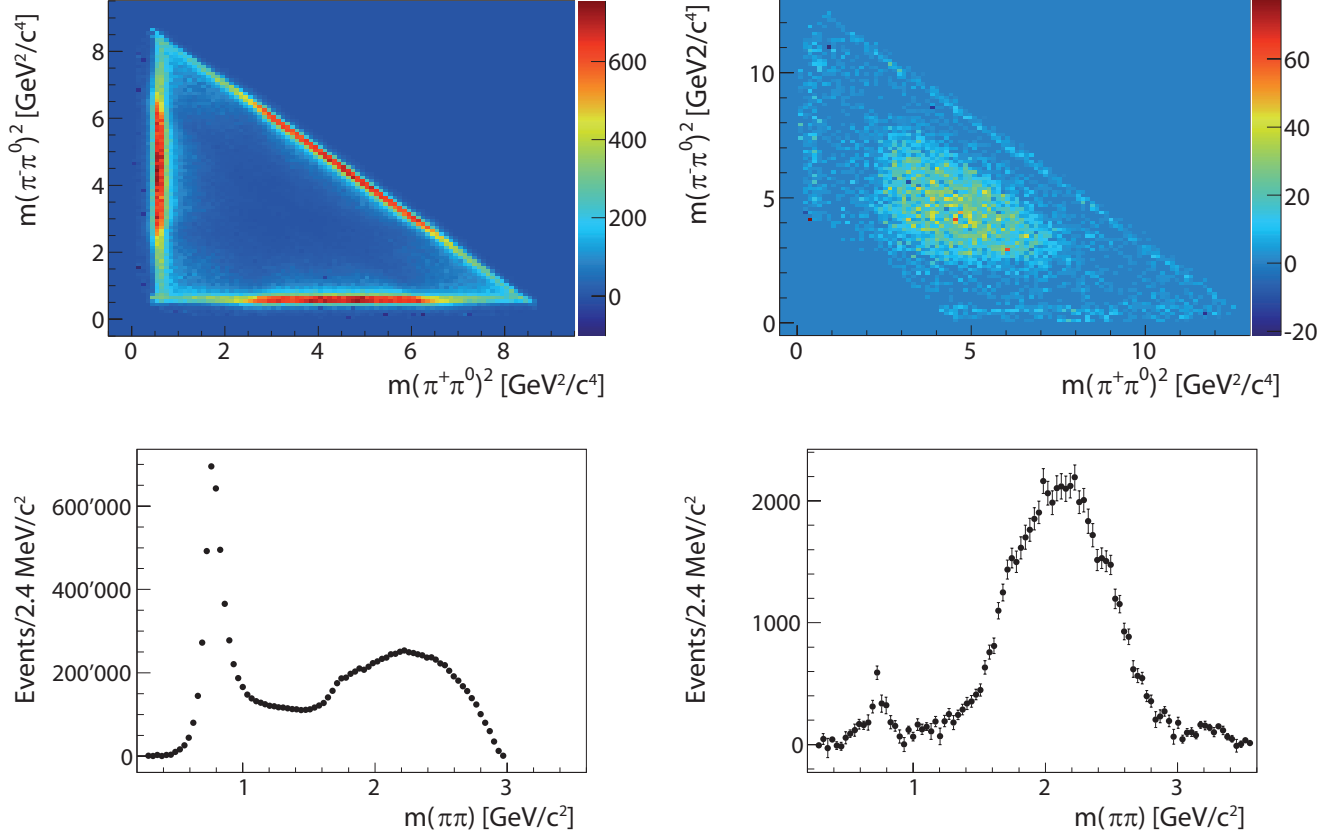 m(π⁻π⁰)² [GeV²/c⁴]
8
6
4
2
0
0 2 4 6 8
m(π⁺π⁰)² [GeV²/c⁴]
600
400
200
0
m(π⁻π⁰)² [GeV2/c⁴]
10
5
0
0 5 10
m(π⁺π⁰)² [GeV²/c⁴]
60
40
20
0
-20
Events/2.4 MeV/c²
600'000
400'000
200'000
0
1 2 3
m(ππ) [GeV/c²]
Events/2.4 MeV/c²
2000
1000
0
1 2 3
m(ππ) [GeV/c²]